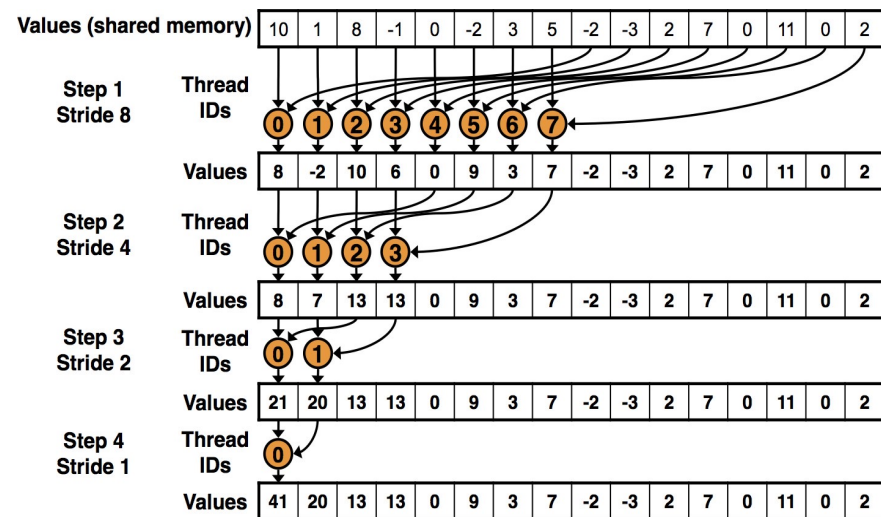 Values (shared memory) 10 1 8 -1 0 -2 3 5 -2 -3 2 7 0 11 0 2
Step 1 Stride 8 Thread IDs 0 1 2 3 4 5 6 7
Values 8 -2 10 6 0 9 3 7 -2 -3 2 7 0 11 0 2
Step 2 Stride 4 Thread IDs 0 1 2 3
Values 8 7 13 13 0 9 3 7 -2 -3 2 7 0 11 0 2
Step 3 Stride 2 Thread IDs 0 1
Values 21 20 13 13 0 9 3 7 -2 -3 2 7 0 11 0 2
Step 4 Stride 1 Thread IDs 0
Values 41 20 13 13 0 9 3 7 -2 -3 2 7 0 11 0 2